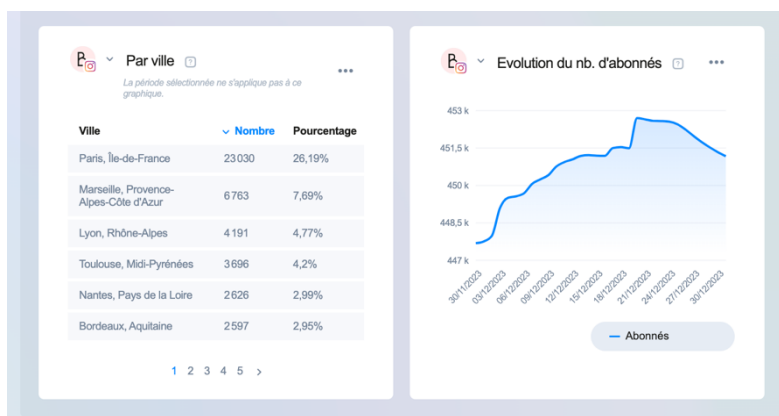 Par ville
La période sélectionnée ne s'applique pas à ce
graphique.
Ville Nombre Pourcentage
Paris, Île-de-France 23 030 26,19%
Marseille, Provence-
Alpes-Côte d'Azur 6 763 7,69%
Lyon, Rhône-Alpes 4 191 4,77%
Toulouse, Midi-Pyrénées 3 696 4,2%
Nantes, Pays de la Loire 2 626 2,99%
Bordeaux, Aquitaine 2 597 2,95%
1 2 3 4 5 >
Evolution du nb. d'abonnés
453 k
451,5 k
450 k
448,5 k
447 k
30/11/2023 03/12/2023 06/12/2023 09/12/2023 12/12/2023 15/12/2023 18/12/2023 21/12/2023 24/12/2023 27/12/2023 30/12/2023
Abonnés